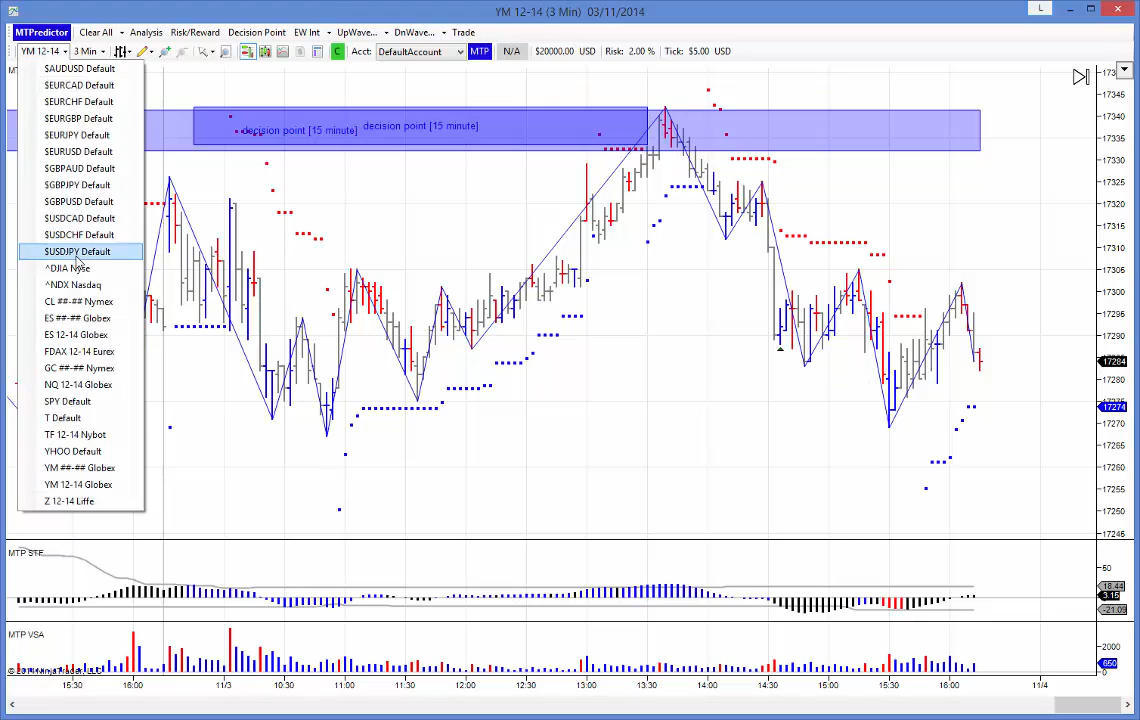 YM 12-14 (3 Min) 03/11/2014
L
MTPredictor Clear All Analysis Risk/Reward Decision Point EW Int UpWave... DnWave... Trade
YM 12-14 3 Min C Acct: DefaultAccount MTP N/A $20000.00 USD Risk: 2.00 % Tick: $5.00 USD
$AUDUSD Default
$EURCAD Default
$EURCHF Default
$EURGBP Default
$EURJPY Default
$EURUSD Default
$GBPAUD Default
$GBPJPY Default
$GBPUSD Default
$USDCAD Default
$USDCHF Default
$USDJPY Default
^DJIA Nyse
^NDX Nasdaq
CL ##-## Nymex
ES ##-## Globex
ES 12-14 Globex
FDAX 12-14 Eurex
GC ##-## Nymex
NQ 12-14 Globex
SPY Default
T Default
TF 12-14 Nybot
YHOO Default
YM ##-## Globex
YM 12-14 Globex
Z 12-14 Liffe
decision point [15 minute]
decision point [15 minute]
17345
17340
17335
17330
17325
17320
17315
17310
17305
17300
17295
17290
17284
17280
17274
17270
17265
17260
17255
17250
17245
MTP STF
50
18.44
3.15
-21.09
MTP VSA
2000
650
0
© 2014 NinjaTrader, LLC
15:30 16:00 11/3 10:30 11:00 11:30 12:00 12:30 13:00 13:30 14:00 14:30 15:00 15:30 16:00 11/4